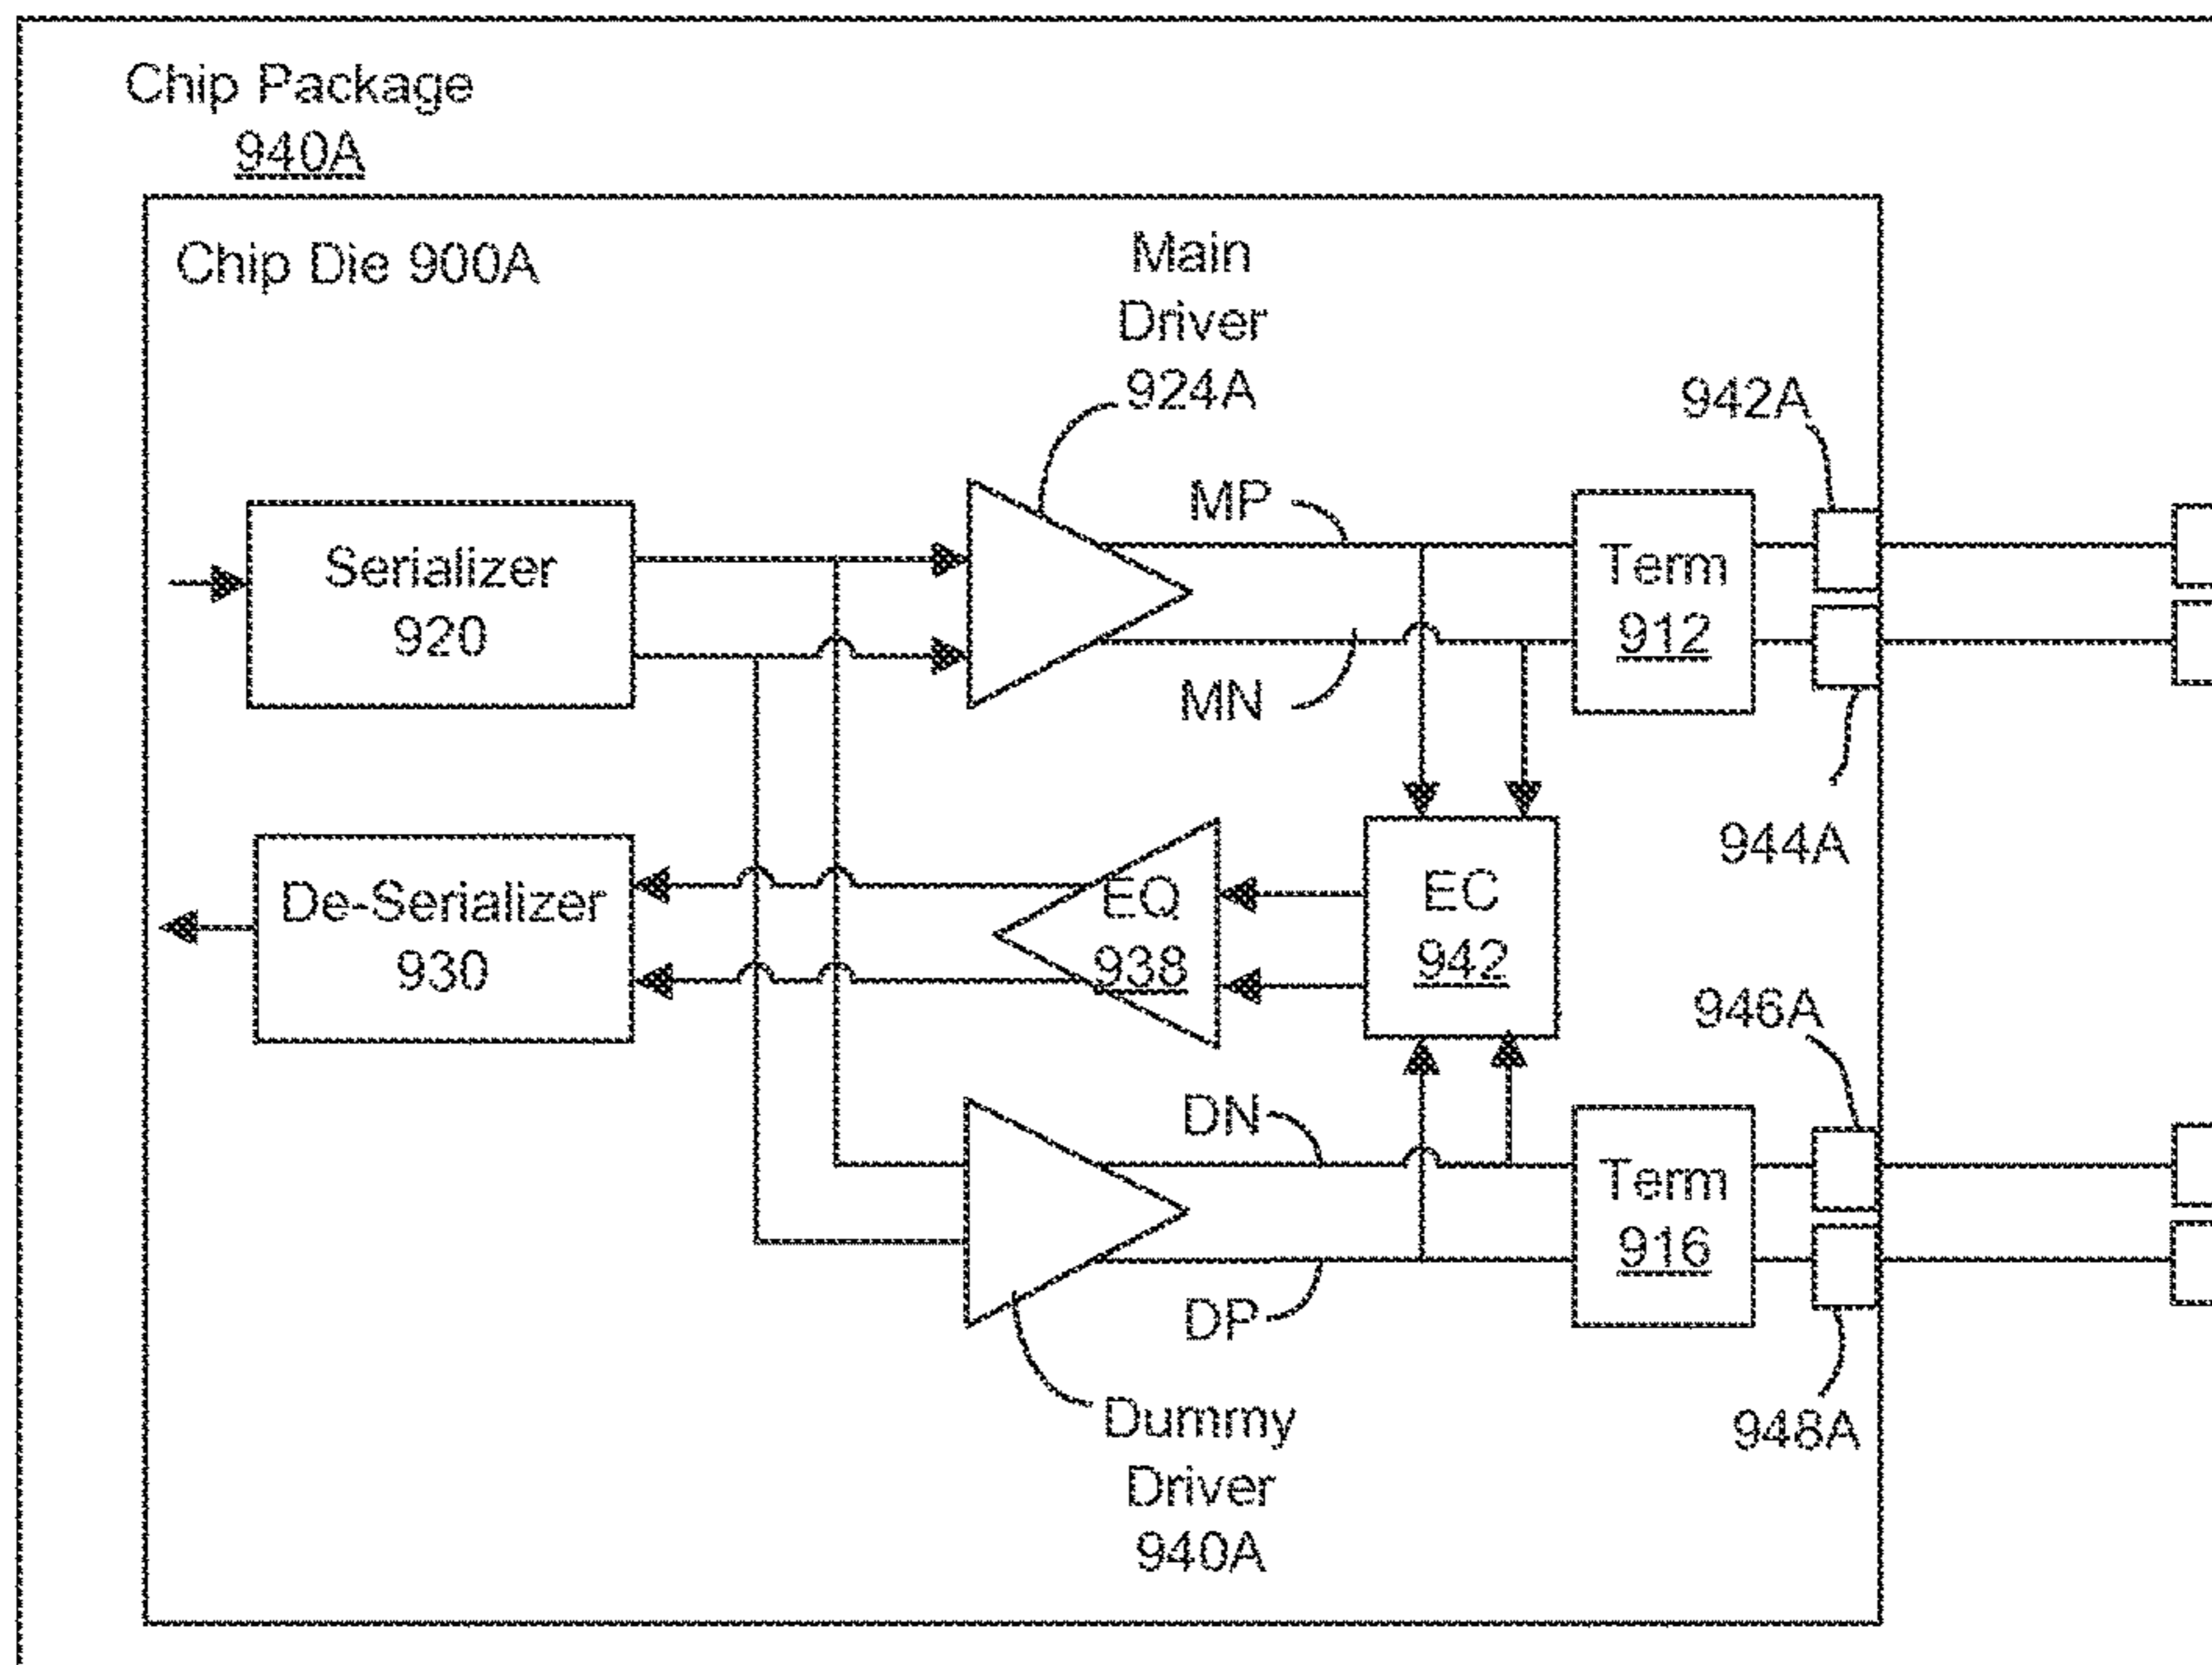 Chip Package
940A
Chip Die 900A
Main
Driver
924A
942A
MP
Serializer
920
Term
912
MN
944A
De-Serializer
930
EQ
938
EC
942
946A
DN
Term
916
DP
948A
Dummy
Driver
940A